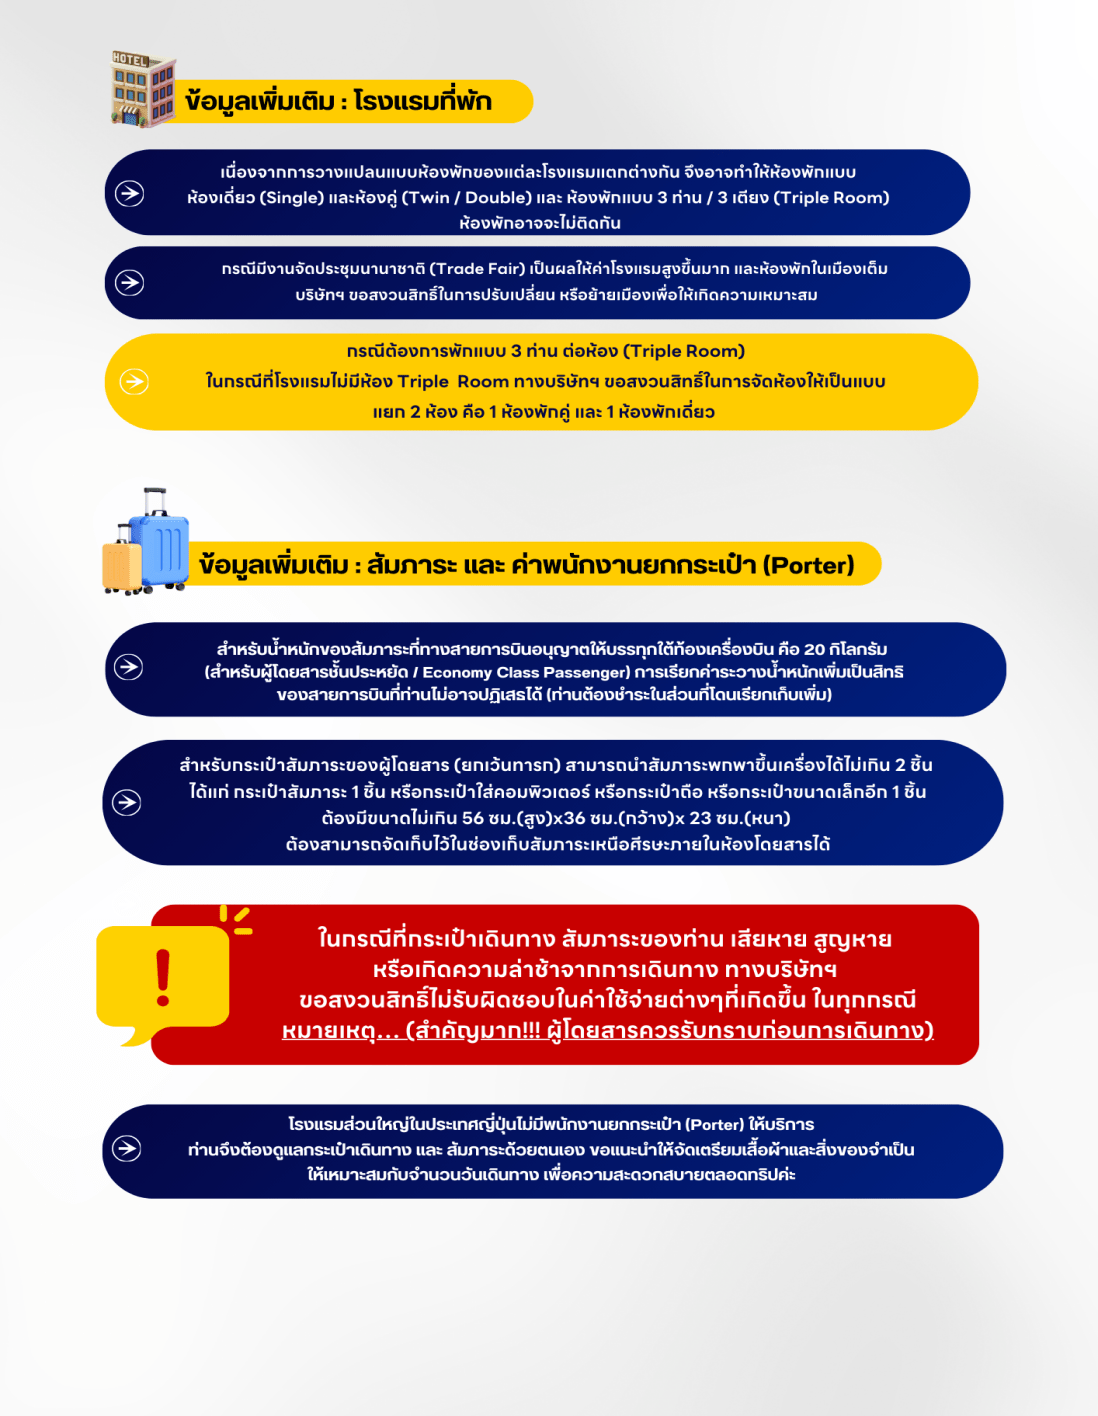 HOTEL
ข้อมูลเพิ่มเติม : โรงแรมที่พัก
เนื่องจากการวางแปลนแบบห้องพักของแต่ละโรงแรมแตกต่างกัน จึงอาจทำให้ห้องพักแบบ
ห้องเดี่ยว (Single) และห้องคู่ (Twin / Double) และ ห้องพักแบบ 3 ท่าน / 3 เตียง (Triple Room)
ห้องพักอาจจะไม่ติดกัน
กรณีมีงานจัดประชุมนานาชาติ (Trade Fair) เป็นผลให้ค่าโรงแรมสูงขึ้นมาก และห้องพักในเมืองเต็ม
บริษัทฯ ขอสงวนสิทธิ์ในการปรับเปลี่ยน หรือย้ายเมืองเพื่อให้เกิดความเหมาะสม
กรณีต้องการพักแบบ 3 ท่าน ต่อห้อง (Triple Room)
ในกรณีที่โรงแรมไม่มีห้อง Triple Room ทางบริษัทฯ ขอสงวนสิทธิ์ในการจัดห้องให้เป็นแบบ
แยก 2 ห้อง คือ 1 ห้องพักคู่ และ 1 ห้องพักเดี่ยว
ข้อมูลเพิ่มเติม : สัมภาระ และ ค่าพนักงานยกกระเป๋า (Porter)
สำหรับน้ำหนักของสัมภาระที่ทางสายการบินอนุญาตให้บรรทุกใต้ท้องเครื่องบิน คือ 20 กิโลกรัม
(สำหรับผู้โดยสารชั้นประหยัด / Economy Class Passenger) การเรียกค่าระวางน้ำหนักเพิ่มเป็นสิทธิ
ของสายการบินที่ท่านไม่อาจปฏิเสธได้ (ท่านต้องชำระในส่วนที่โดนเรียกเก็บเพิ่ม)
สำหรับกระเป๋าสัมภาระของผู้โดยสาร (ยกเว้นทารก) สามารถนำสัมภาระพกพาขึ้นเครื่องได้ไม่เกิน 2 ชิ้น
ได้แก่ กระเป๋าสัมภาระ 1 ชิ้น หรือกระเป๋าใส่คอมพิวเตอร์ หรือกระเป๋าถือ หรือกระเป๋าขนาดเล็กอีก 1 ชิ้น
ต้องมีขนาดไม่เกิน 56 ซม.(สูง)x36 ซม.(กว้าง)x 23 ซม.(หนา)
ต้องสามารถจัดเก็บไว้ในช่องเก็บสัมภาระเหนือศีรษะภายในห้องโดยสารได้
ในกรณีที่กระเป๋าเดินทาง สัมภาระของท่าน เสียหาย สูญหาย
หรือเกิดความล่าช้าจากการเดินทาง ทางบริษัทฯ
ขอสงวนสิทธิ์ไม่รับผิดชอบในค่าใช้จ่ายต่างๆที่เกิดขึ้น ในทุกกรณี
หมายเหตุ... (สำคัญมาก!!! ผู้โดยสารควรรับทราบก่อนการเดินทาง)
โรงแรมส่วนใหญ่ในประเทศญี่ปุ่นไม่มีพนักงานยกกระเป๋า (Porter) ให้บริการ
ท่านจึงต้องดูแลกระเป๋าเดินทาง และ สัมภาระด้วยตนเอง ขอแนะนำให้จัดเตรียมเสื้อผ้าและสิ่งของจำเป็น
ให้เหมาะสมกับจำนวนวันเดินทาง เพื่อความสะดวกสบายตลอดทริปค่ะ